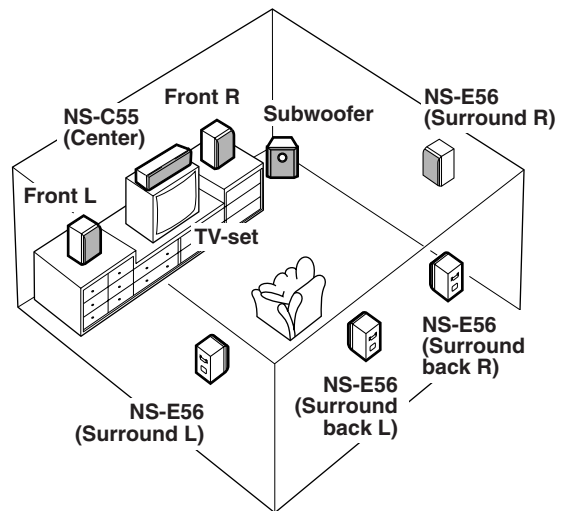 Front R
NS-C55
(Center)
Subwoofer
NS-E56
(Surround R)
Front L
TV-set
NS-E56
(Surround L)
NS-E56
(Surround
back L)
NS-E56
(Surround
back R)